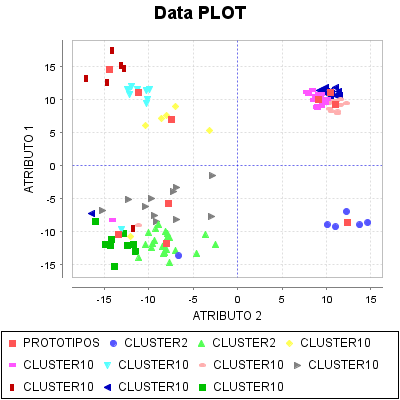 Data PLOT
ATRIBUTO 1
15
10
5
0
-5
-10
-15
-15 -10 -5 0 5 10 15
ATRIBUTO 2
PROTOTIPOS CLUSTER2 CLUSTER2 CLUSTER10
CLUSTER10 CLUSTER10 CLUSTER10 CLUSTER10
CLUSTER10 CLUSTER10 CLUSTER10